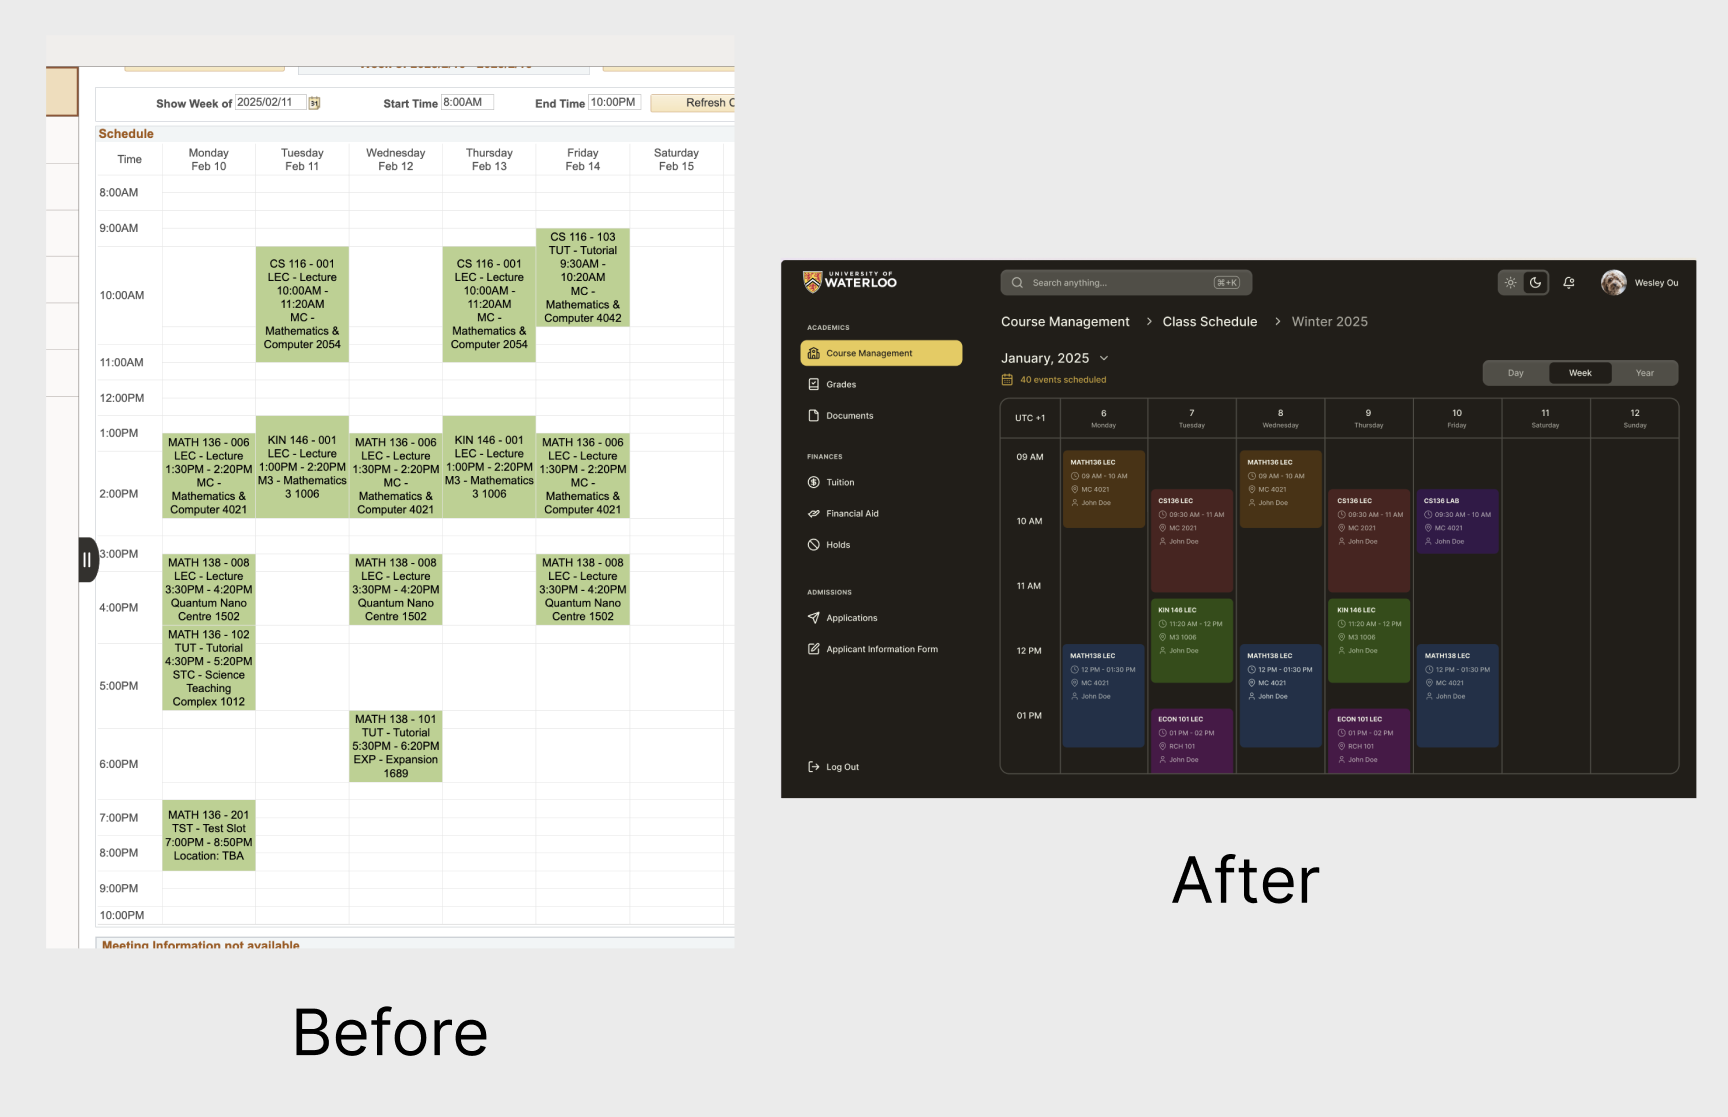 Show Week of 2025/02/11 31 Start Time 8:00AM End Time 10:00PM Refresh C
Schedule
Time
Monday
Feb 10
Tuesday
Feb 11
Wednesday
Feb 12
Thursday
Feb 13
Friday
Feb 14
Saturday
Feb 15
8:00AM
9:00AM
10:00AM
11:00AM
12:00PM
1:00PM
2:00PM
3:00PM
4:00PM
5:00PM
6:00PM
7:00PM
8:00PM
9:00PM
10:00PM
MATH 136 - 006
LEC - Lecture
1:30PM - 2:20PM
MC -
Mathematics &
Computer 4021
MATH 138 - 008
LEC - Lecture
3:30PM - 4:20PM
Quantum Nano
Centre 1502
MATH 136 - 102
TUT - Tutorial
4:30PM - 5:20PM
STC - Science
Teaching
Complex 1012
MATH 136 - 201
TST - Test Slot
7:00PM - 8:50PM
Location: TBA
CS 116 - 001
LEC - Lecture
10:00AM -
11:20AM
MC -
Mathematics &
Computer 2054
KIN 146 - 001
LEC - Lecture
1:00PM - 2:20PM
M3 - Mathematics
3 1006
MATH 136 - 006
LEC - Lecture
1:30PM - 2:20PM
MC -
Mathematics &
Computer 4021
MATH 138 - 008
LEC - Lecture
3:30PM - 4:20PM
Quantum Nano
Centre 1502
MATH 138 - 101
TUT - Tutorial
5:30PM - 6:20PM
EXP - Expansion
1689
CS 116 - 001
LEC - Lecture
10:00AM -
11:20AM
MC -
Mathematics &
Computer 2054
KIN 146 - 001
LEC - Lecture
1:00PM - 2:20PM
M3 - Mathematics
3 1006
CS 116 - 103
TUT - Tutorial
9:30AM -
10:20AM
MC -
Mathematics &
Computer 4042
MATH 136 - 006
LEC - Lecture
1:30PM - 2:20PM
MC -
Mathematics &
Computer 4021
MATH 138 - 008
LEC - Lecture
3:30PM - 4:20PM
Quantum Nano
Centre 1502
Meeting Information not available
Before
UNIVERSITY OF
WATERLOO
Search anything... ⌘+K
Wesley Ou
ACADEMICS
Course Management
Grades
Documents
FINANCES
Tuition
Financial Aid
Holds
ADMISSIONS
Applications
Applicant Information Form
Log Out
Course Management > Class Schedule > Winter 2025
January, 2025
40 events scheduled
Day Week Year
UTC +1
6
Monday
7
Tuesday
8
Wednesday
9
Thursday
10
Friday
11
Saturday
12
Sunday
09 AM
10 AM
11 AM
12 PM
01 PM
MATH136 LEC
09 AM - 10 AM
MC 4021
John Doe
MATH138 LEC
12 PM - 01:30 PM
MC 4021
John Doe
CS136 LEC
09:30 AM - 11 AM
MC 2021
John Doe
KIN 146 LEC
11:20 AM - 12 PM
M3 1006
John Doe
ECON 101 LEC
01 PM - 02 PM
RCH 101
John Doe
MATH136 LEC
09 AM - 10 AM
MC 4021
John Doe
MATH138 LEC
12 PM - 01:30 PM
MC 4021
John Doe
CS136 LEC
09:30 AM - 11 AM
MC 2021
John Doe
KIN 146 LEC
11:20 AM - 12 PM
M3 1006
John Doe
ECON 101 LEC
01 PM - 02 PM
RCH 101
John Doe
CS136 LAB
09:30 AM - 10 AM
MC 4021
John Doe
MATH138 LEC
12 PM - 01:30 PM
MC 4021
John Doe
After